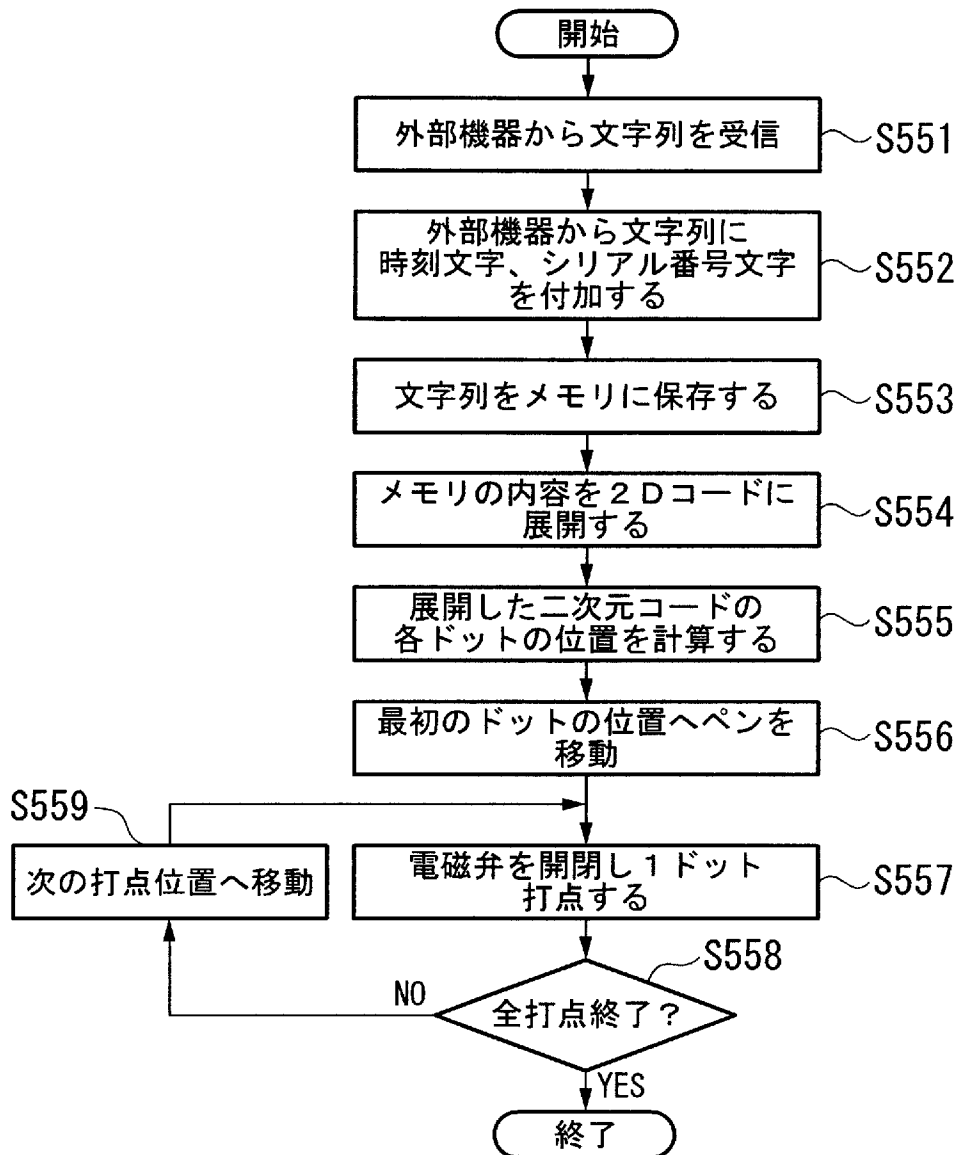 開始
外部機器から文字列を受信
S551
外部機器から文字列に
時刻文字、シリアル番号文字
を付加する
S552
文字列をメモリに保存する
S553
メモリの内容を２Ｄコードに
展開する
S554
展開した二次元コードの
各ドットの位置を計算する
S555
最初のドットの位置へペンを
移動
S556
S559
次の打点位置へ移動
電磁弁を開閉し１ドット
打点する
S557
S558
全打点終了？
NO
YES
終了